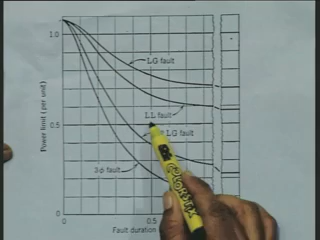 1.0
LG fault
LL fault
0.5
LG fault
3φ fault
0
0.5
Power limit (per unit)
Fault duration